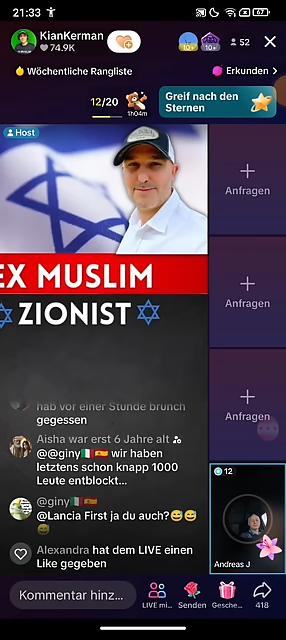 21:33
67
KianKerman
74.9K
10+
10+
52
Wöchentliche Rangliste
Erkunden
12/20
1h04m
Greif nach den
Sternen
Host
EX MUSLIM
ZIONIST
Anfragen
Anfragen
Anfragen
hab vor einer Stunde brunch
gegessen
Aisha war erst 6 Jahre alt
@@giny🇮🇹🇪🇸 wir haben
letztens schon knapp 1000
Leute entblockt...
@giny🇮🇹🇪🇸
@Lancia First ja du auch?😅😅
😅
Alexandra hat dem LIVE einen
Like gegeben
12
Andreas J
Kommentar hinz...
LIVE mi...
Senden
Gesche...
418